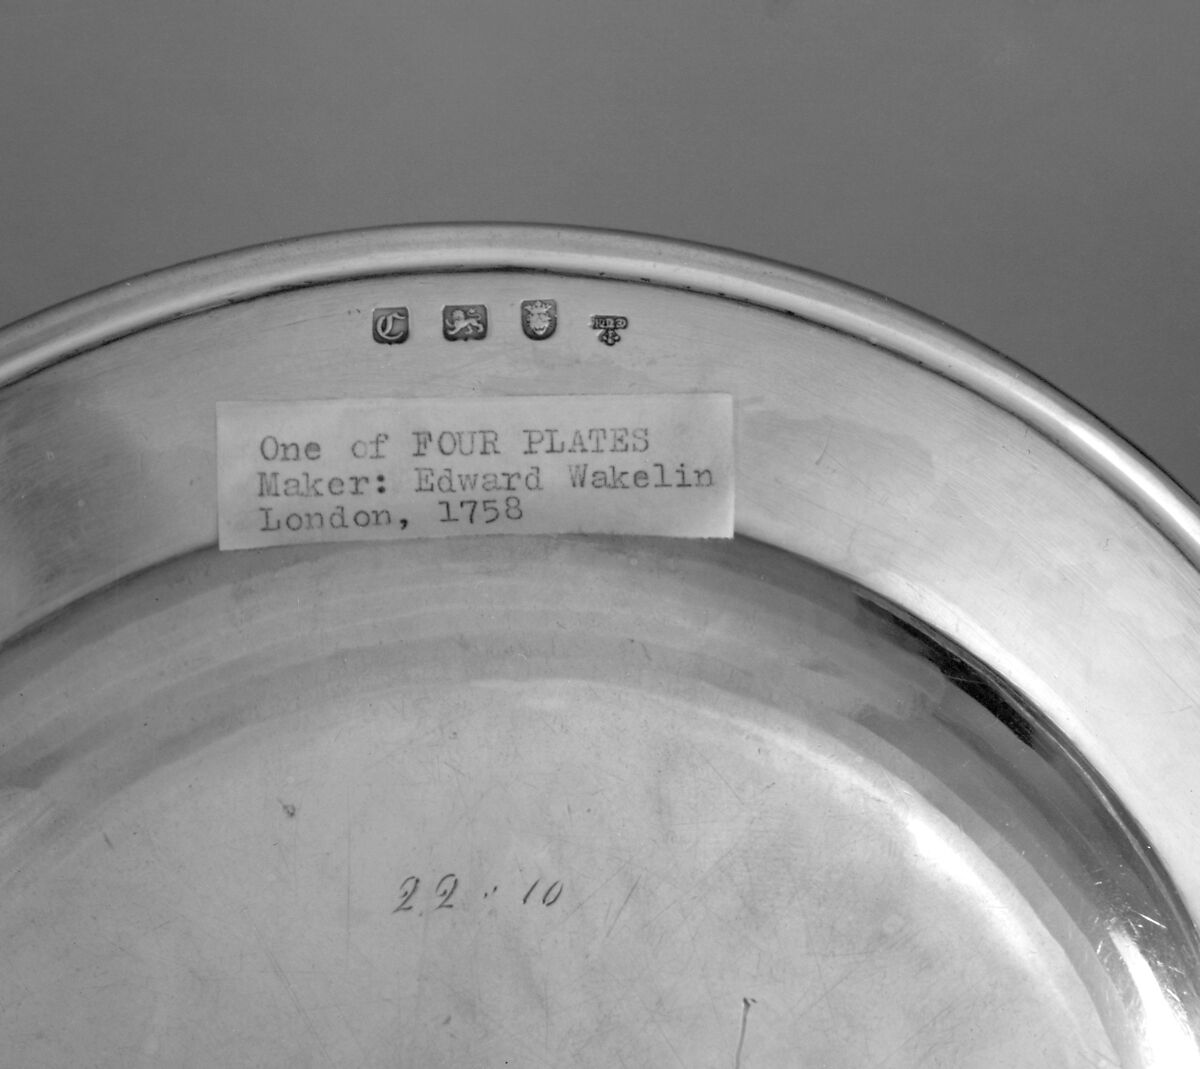 C
One of FOUR PLATES
Maker: Edward Wakelin
London, 1758
22 · 10